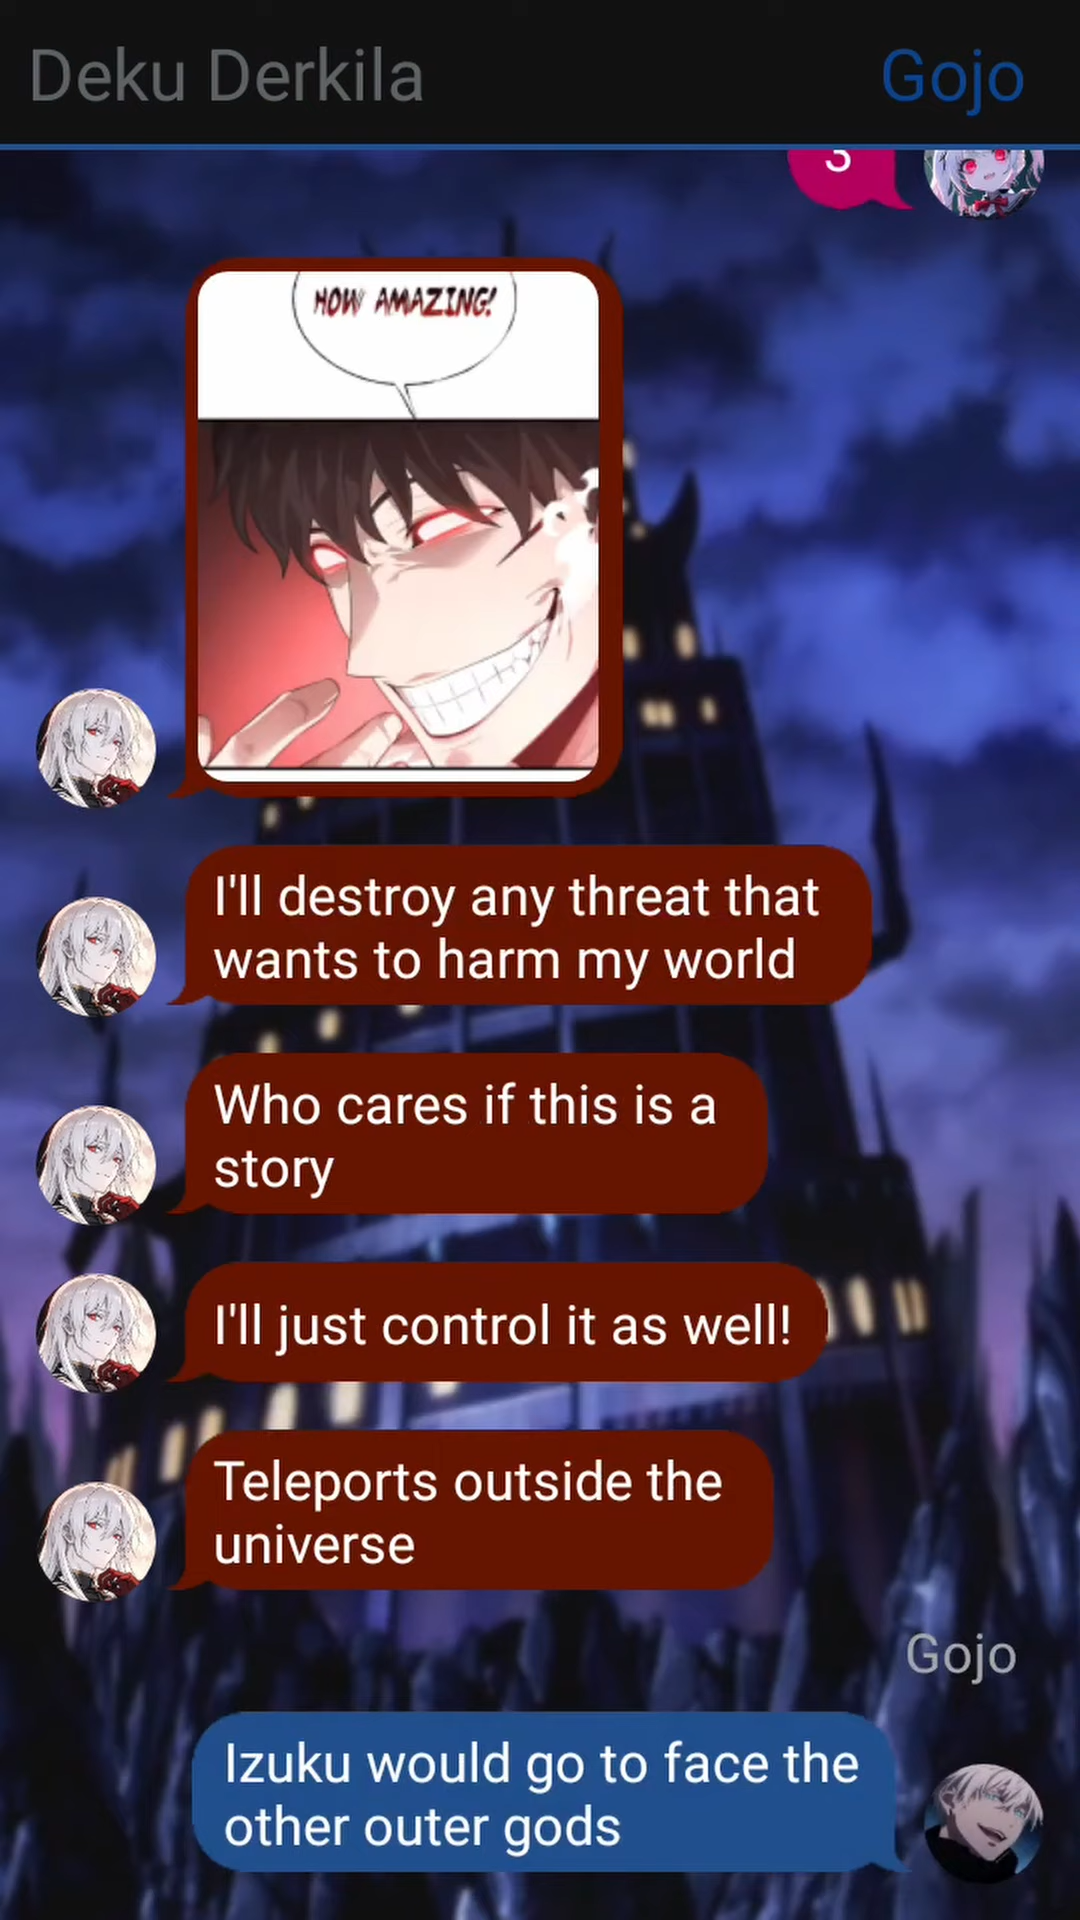 Deku Derkila
Gojo
3
HOW AMAZING!
I'll destroy any threat that
wants to harm my world
Who cares if this is a
story
I'll just control it as well!
Teleports outside the
universe
Gojo
Izuku would go to face the
other outer gods